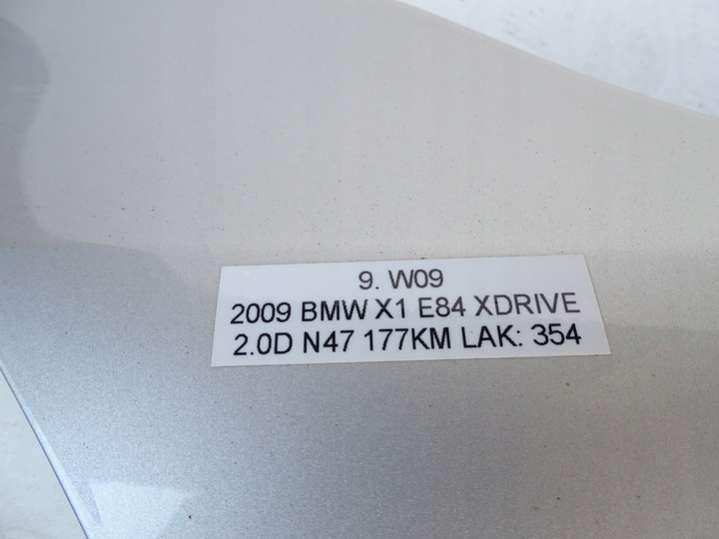 9. W09
2009 BMW X1 E84 XDRIVE
2.0D N47 177KM LAK: 354